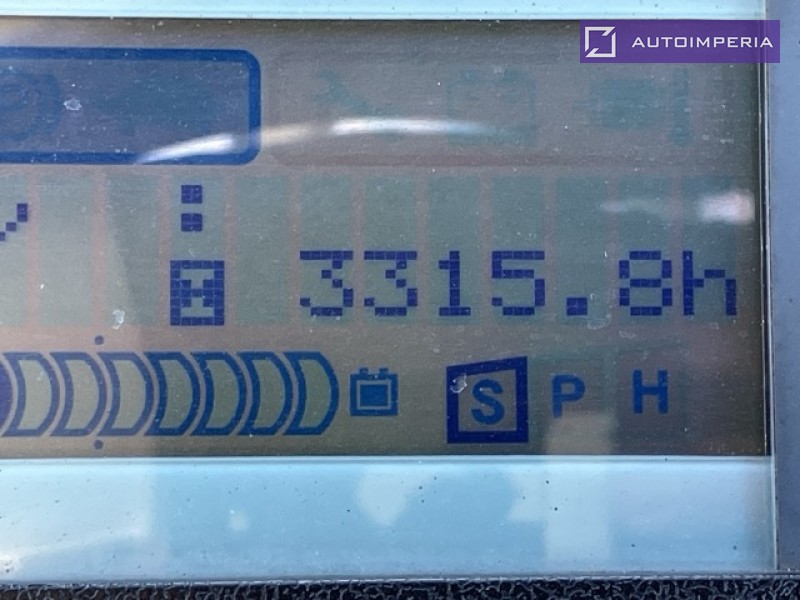 AUTOIMPERIA
:
3315.8h
S P H